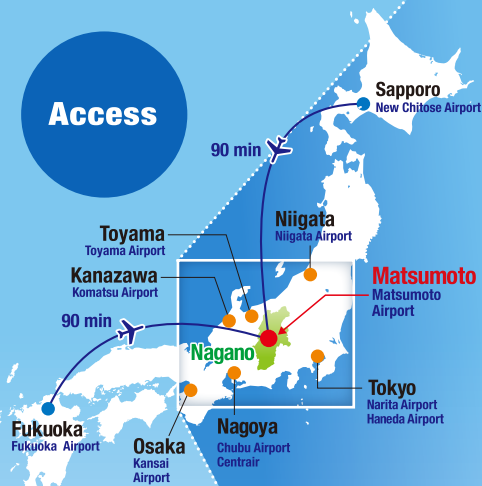 Access
Sapporo
New Chitose Airport
90 min
Niigata
Niigata Airport
Toyama
Toyama Airport
Kanazawa
Komatsu Airport
Matsumoto
Matsumoto
Airport
90 min
Nagano
Tokyo
Narita Airport
Haneda Airport
Fukuoka
Fukuoka Airport
Osaka
Kansai
Airport
Nagoya
Chubu Airport
Centrair